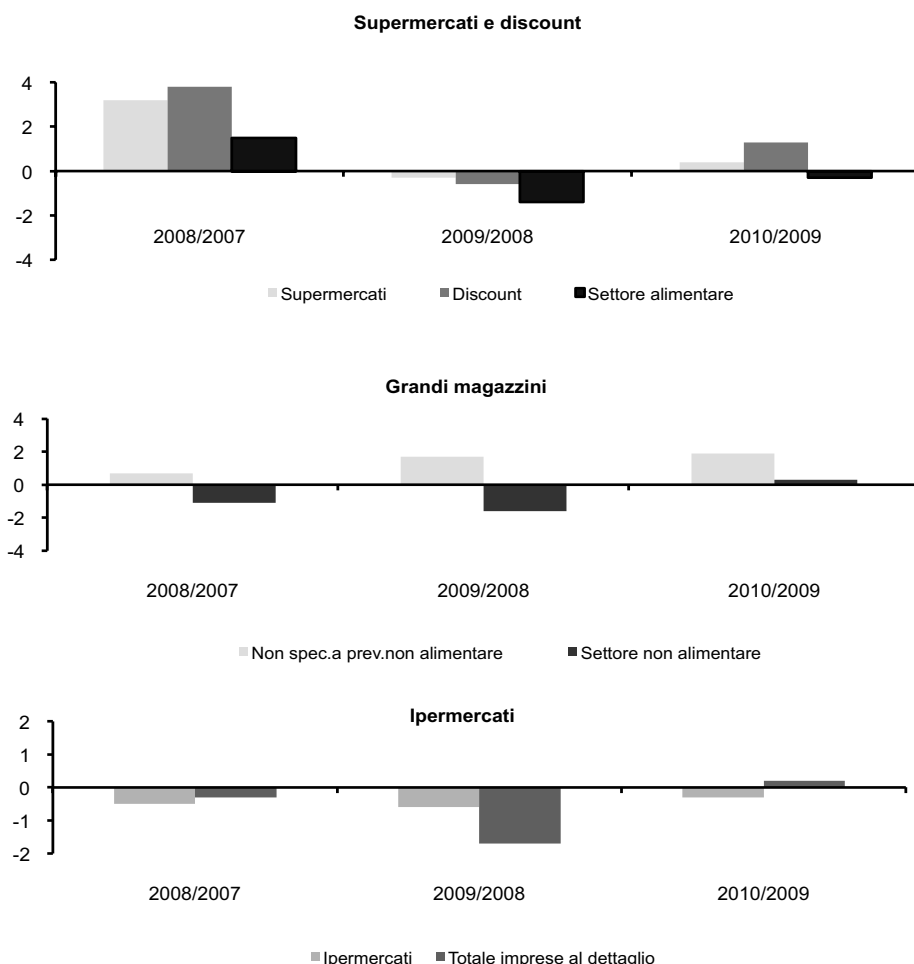 Supermercati e discount
4
2
0
-2
-4
2008/2007 2009/2008 2010/2009
Supermercati Discount Settore alimentare
Grandi magazzini
4
2
0
-2
-4
2008/2007 2009/2008 2010/2009
Non spec.a prev.non alimentare Settore non alimentare
Ipermercati
2
1
0
-1
-2
2008/2007 2009/2008 2010/2009
Ipermercati Totale imprese al dettaglio